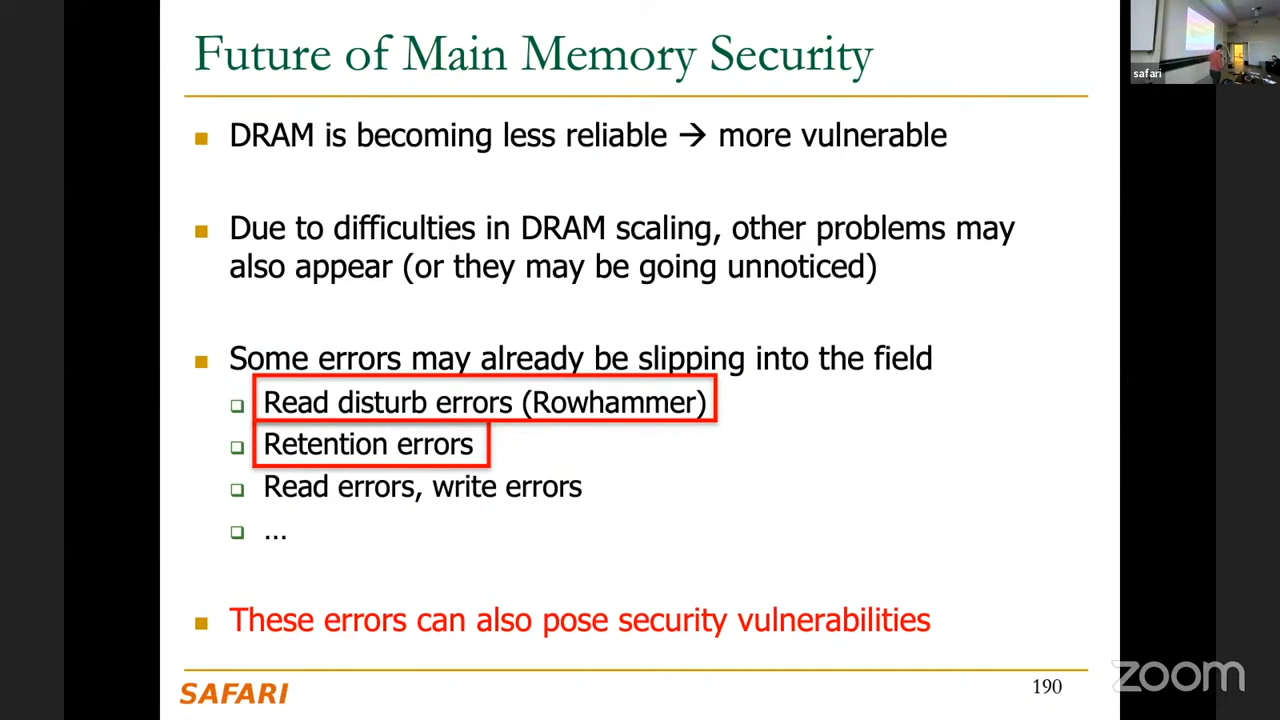 Future of Main Memory Security
safari
DRAM is becoming less reliable → more vulnerable
Due to difficulties in DRAM scaling, other problems may
also appear (or they may be going unnoticed)
Some errors may already be slipping into the field
Read disturb errors (Rowhammer)
Retention errors
Read errors, write errors
...
These errors can also pose security vulnerabilities
SAFARI
190
zoom